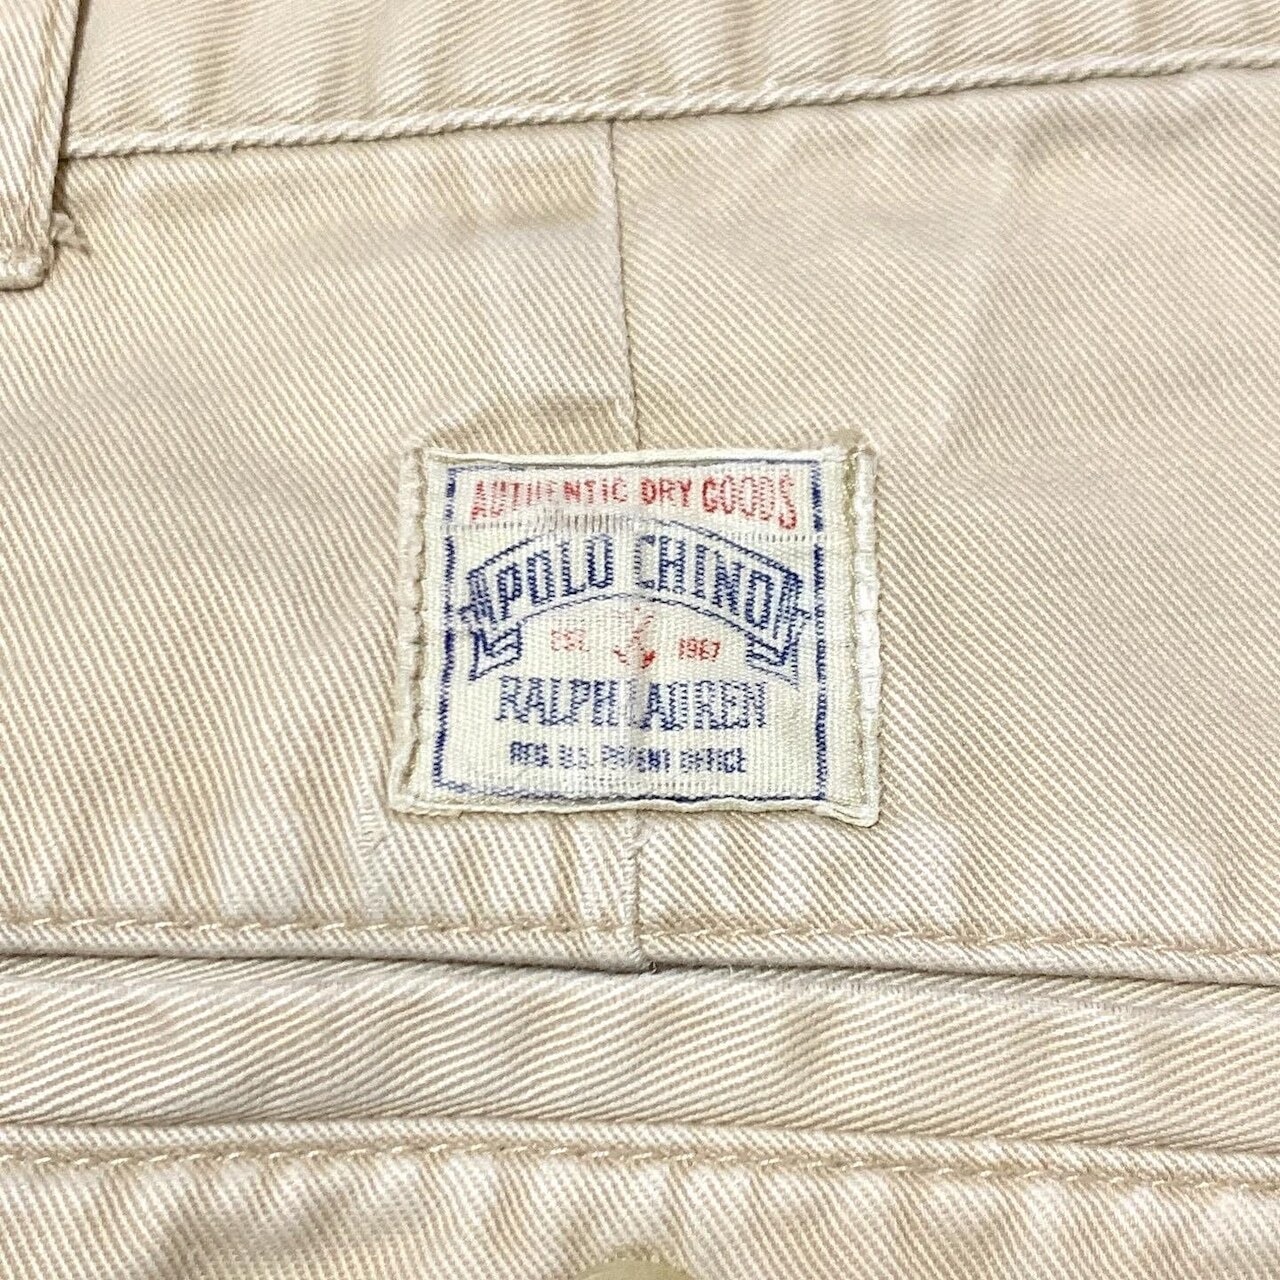 AUTHENTIC DRY GOODS
POLO CHINO
EST. 1967
RALPH LAUREN
REG. U.S. PATENT OFFICE